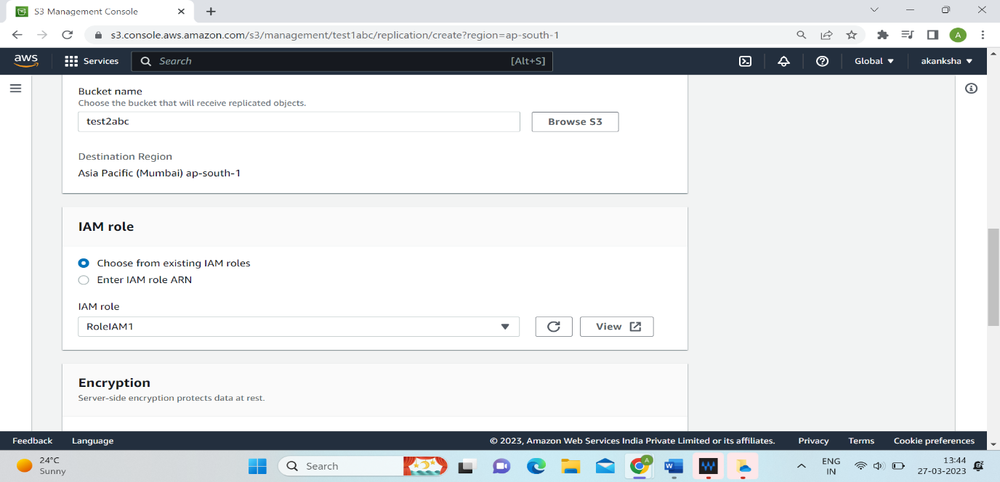 S3 Management Console
s3.console.aws.amazon.com/s3/management/test1abc/replication/create?region=ap-south-1
A
aws
Services
Search
[Alt+S]
Global
akanksha
Bucket name
Choose the bucket that will receive replicated objects.
test2abc
Browse S3
Destination Region
Asia Pacific (Mumbai) ap-south-1
IAM role
Choose from existing IAM roles
Enter IAM role ARN
IAM role
RoleIAM1
View
Encryption
Server-side encryption protects data at rest.
Feedback
Language
© 2023, Amazon Web Services India Private Limited or its affiliates.
Privacy
Terms
Cookie preferences
24°C
Sunny
Search
A
W
ENG
IN
13:44
27-03-2023